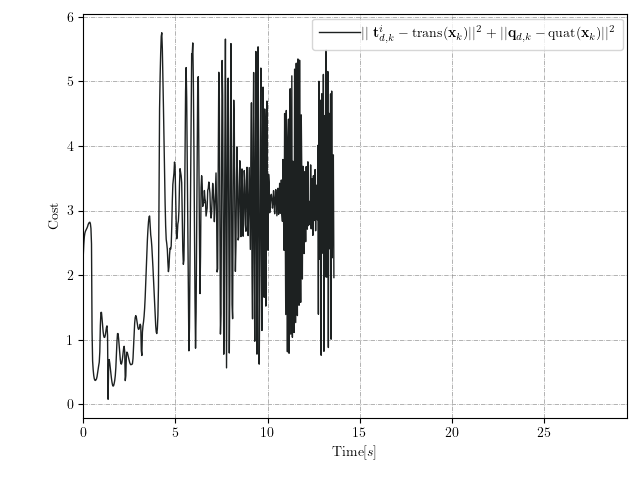 || t^i_{d,k} − trans(x_k)||² + ||q_{d,k} − quat(x_k)||²
6
5
4
3
2
1
0
Cost
0 5 10 15 20 25
Time[s]